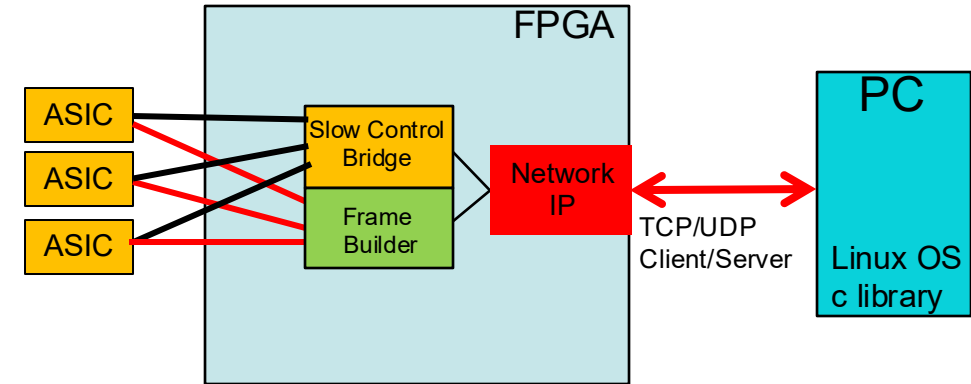 FPGA
ASIC
ASIC
ASIC
Slow Control
Bridge
Frame
Builder
Network
IP
TCP/UDP
Client/Server
PC
Linux OS
c library